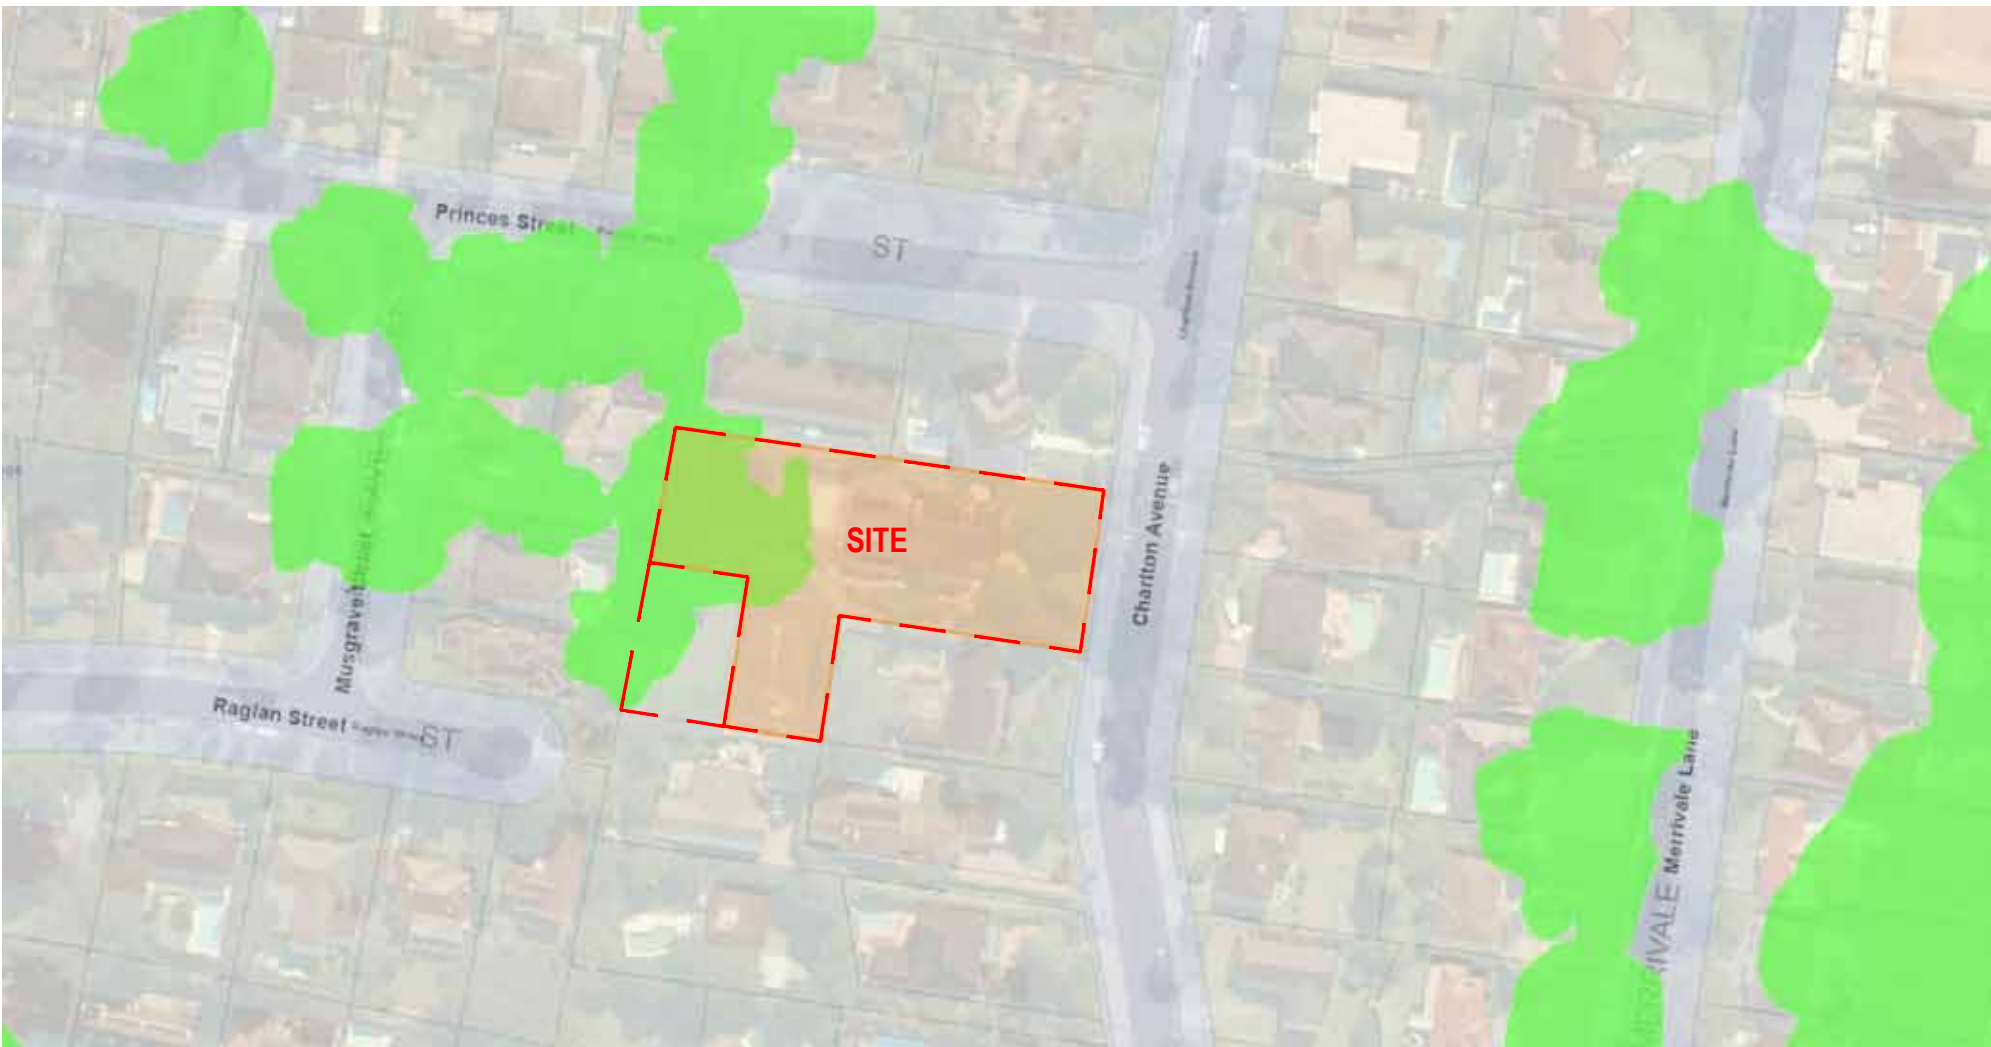 Princes Street
ST
SITE
Charlton Avenue
Musgrave
Raglan Street
ST
Merrivale Lane